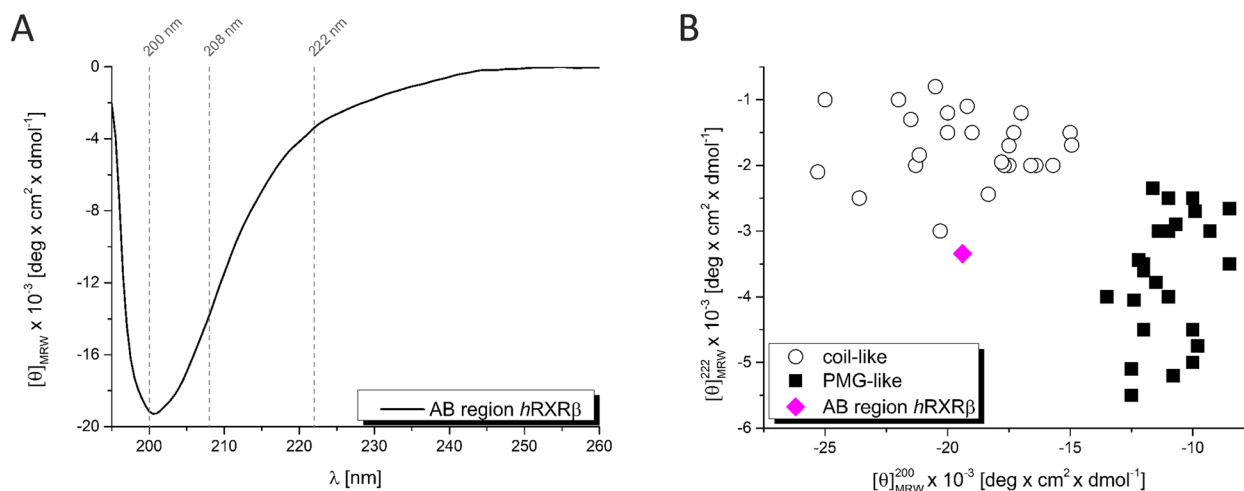 A
200 nm
208 nm
222 nm
0
-4
-8
-12
-16
-20
[θ]MRW x 10⁻³ [deg x cm² x dmol⁻¹]
AB region hRXRβ
200
210
220
230
240
250
260
λ [nm]
B
-1
-2
-3
-4
-5
-6
[θ]²²²MRW x 10⁻³ [deg x cm² x dmol⁻¹]
coil-like
PMG-like
AB region hRXRβ
-25
-20
-15
-10
[θ]²⁰⁰MRW x 10⁻³ [deg x cm² x dmol⁻¹]